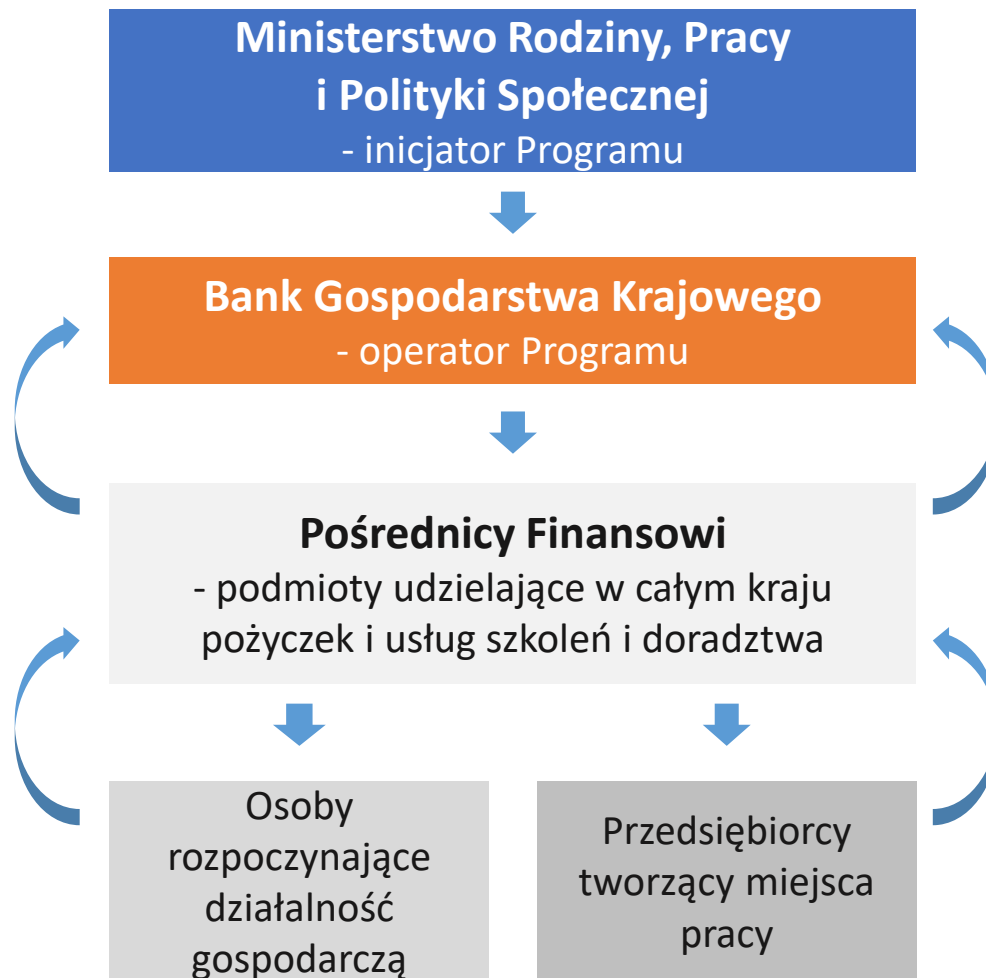 Ministerstwo Rodziny, Pracy
i Polityki Społecznej
- inicjator Programu
Bank Gospodarstwa Krajowego
- operator Programu
Pośrednicy Finansowi
- podmioty udzielające w całym kraju
pożyczek i usług szkoleń i doradztwa
Osoby
rozpoczynające
działalność
gospodarczą
Przedsiębiorcy
tworzący miejsca
pracy